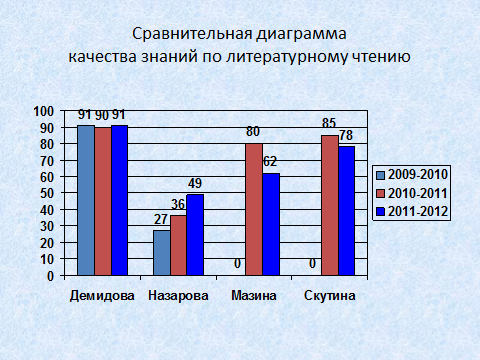 Сравнительная диаграмма
качества знаний по литературному чтению
100
90
80
70
60
50
40
30
20
10
0
91 90 91
27 36 49
0 80 62
0 85 78
Демидова Назарова Мазина Скутина
2009-2010
2010-2011
2011-2012